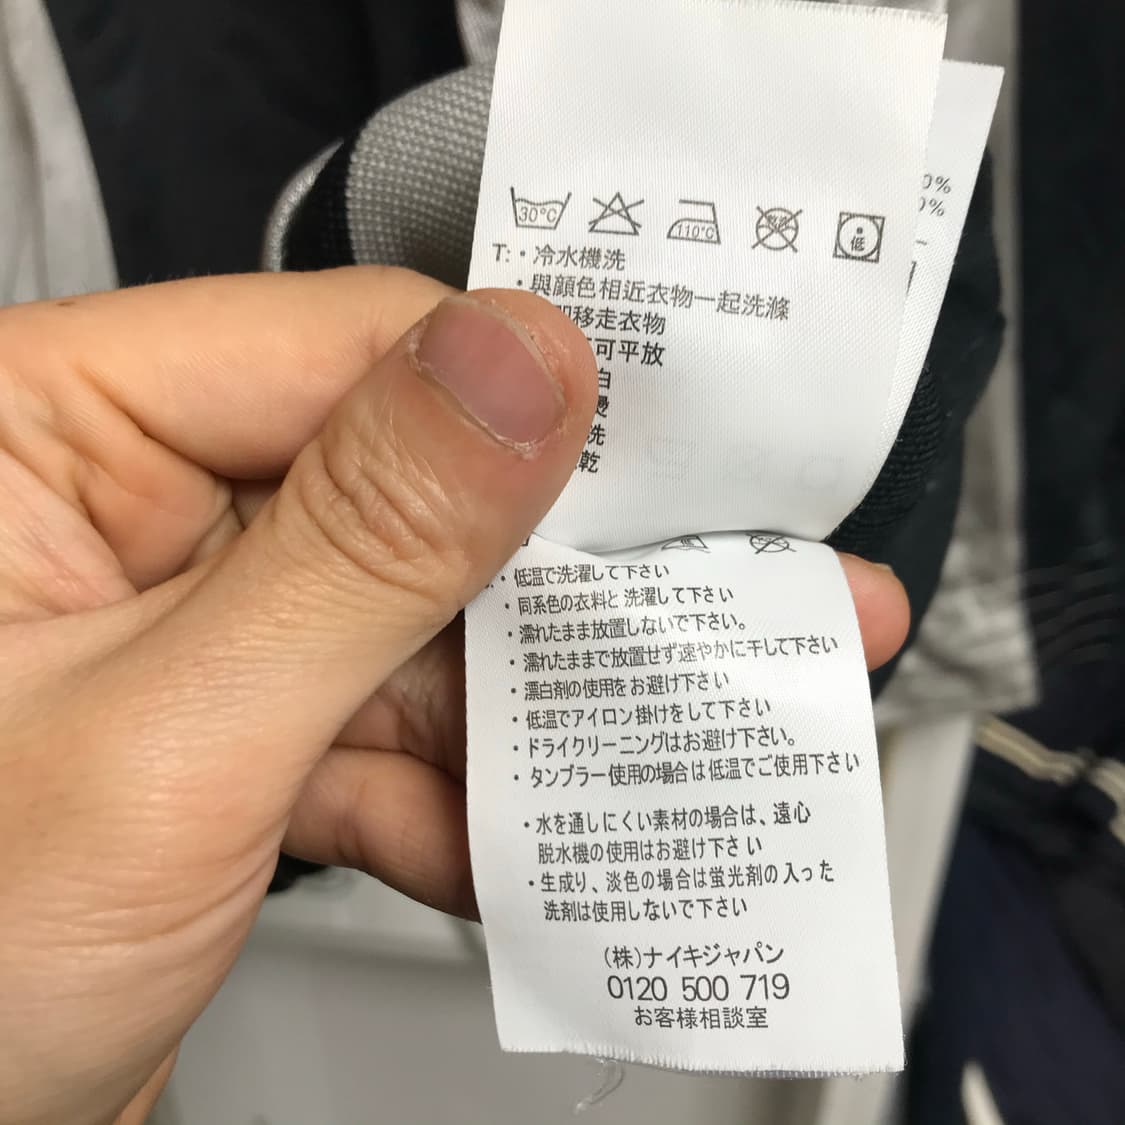 30°C
110°C
乾洗
低
T:・冷水機洗
・與顏色相近衣物一起洗滌
即移走衣物
可平放
白
燙
洗
乾
0%
0%
・低温で洗濯して下さい
・同系色の衣料と 洗濯して下さい
・濡れたまま放置しないで下さい。
・濡れたままで放置せず速やかに干して下さい
・漂白剤の使用をお避け下さい
・低温でアイロン掛けをして下さい
・ドライクリーニングはお避け下さい。
・タンブラー使用の場合は低温でご使用下さい
・水を通しにくい素材の場合は、遠心
脱水機の使用はお避け下さい
・生成り、淡色の場合は蛍光剤の入った
洗剤は使用しないで下さい
(株)ナイキジャパン
0120 500 719
お客様相談室